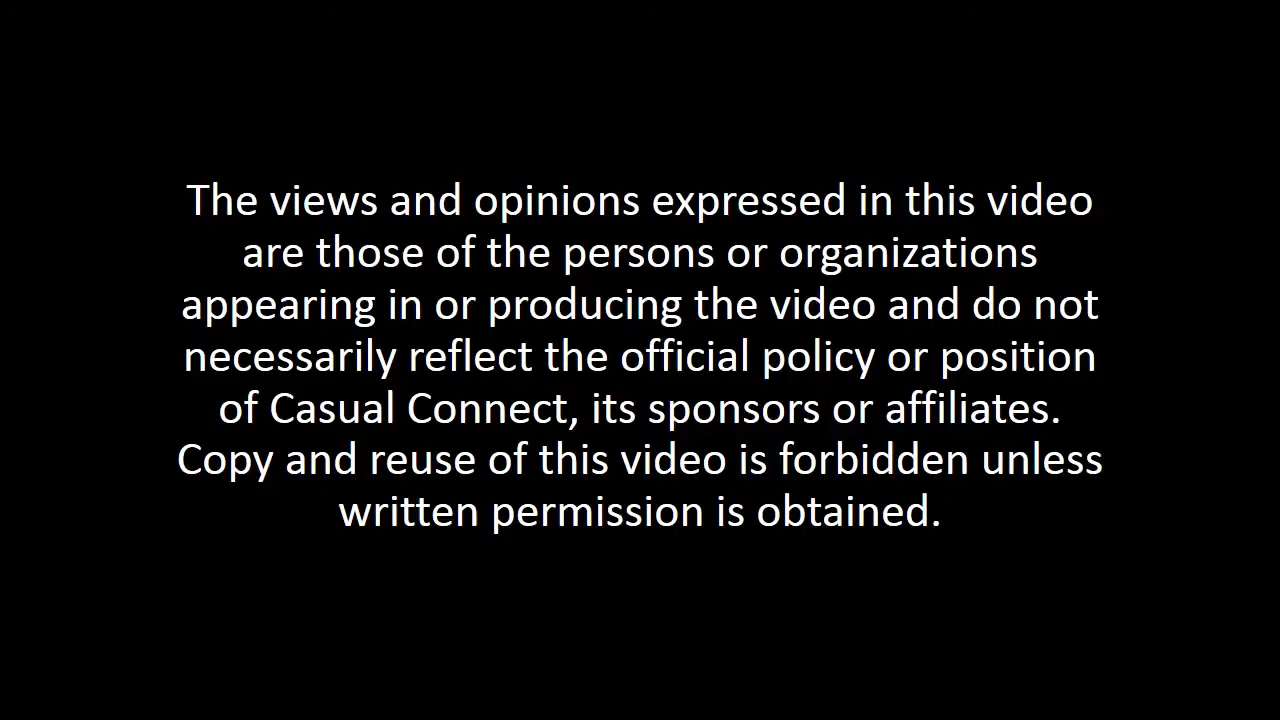 The views and opinions expressed in this video
are those of the persons or organizations
appearing in or producing the video and do not
necessarily reflect the official policy or position
of Casual Connect, its sponsors or affiliates.
Copy and reuse of this video is forbidden unless
written permission is obtained.